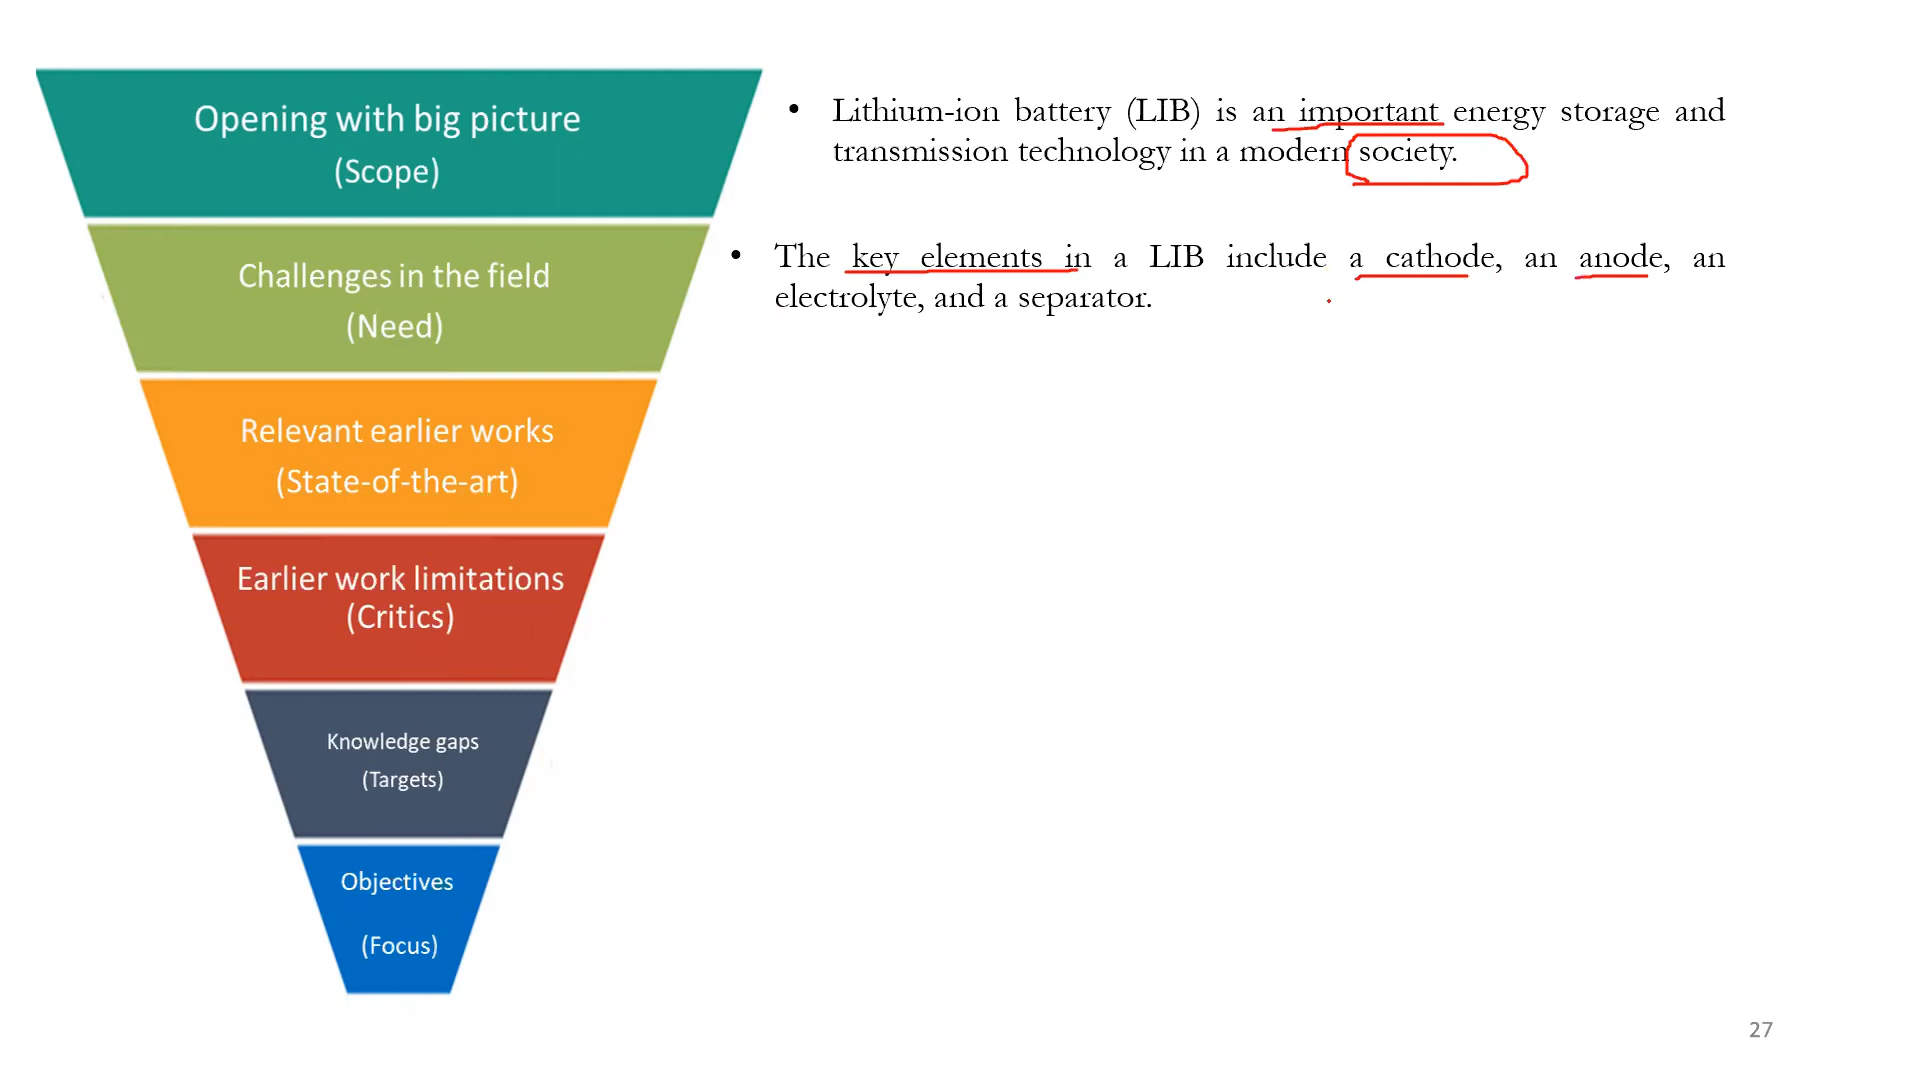 Opening with big picture
(Scope)
Challenges in the field
(Need)
Relevant earlier works
(State-of-the-art)
Earlier work limitations
(Critics)
Knowledge gaps
(Targets)
Objectives
(Focus)
• Lithium-ion battery (LIB) is an important energy storage and
transmission technology in a modern society.
• The key elements in a LIB include a cathode, an anode, an
electrolyte, and a separator.
27